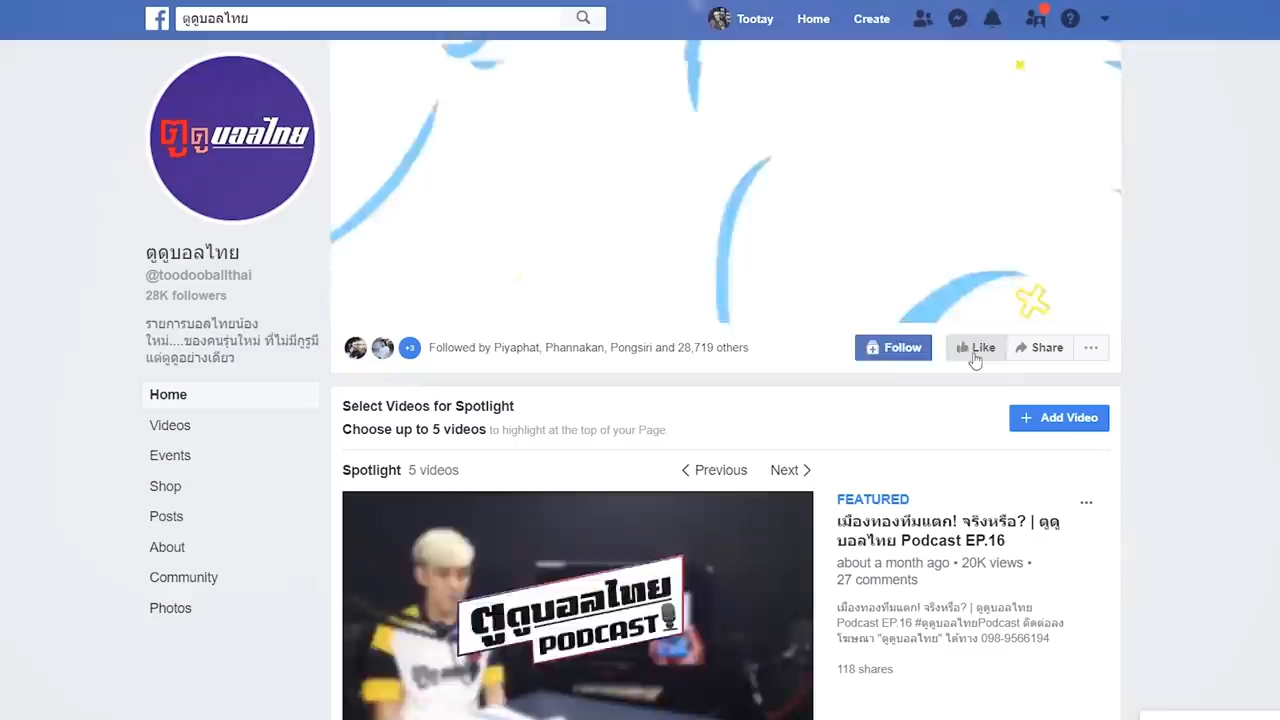 ตูดูบอลไทย
Tootay
Home
Create
ตูดูบอลไทย
ตูดูบอลไทย
@toodooballthai
28K followers
รายการบอลไทยน้อง
ใหม่....ของคนรุ่นใหม่ ที่ไม่มีกูรูมี
แต่ตูดูอย่างเดียว
Home
Videos
Events
Shop
Posts
About
Community
Photos
+3
Followed by Piyaphat, Phannakan, Pongsiri and 28,719 others
Follow
Like
Share
Select Videos for Spotlight
Choose up to 5 videos to highlight at the top of your Page.
+ Add Video
Spotlight 5 videos
Previous
Next
ตูดูบอลไทย
PODCAST
FEATURED
เมืองทองทีมแตก! จริงหรือ? | ตูดู
บอลไทย Podcast EP.16
about a month ago • 20K views •
27 comments
เมืองทองทีมแตก! จริงหรือ? | ตูดูบอลไทย
Podcast EP.16 #ตูดูบอลไทยPodcast ติดต่อลง
โฆษณา "ตูดูบอลไทย" ได้ทาง 098-9566194
118 shares